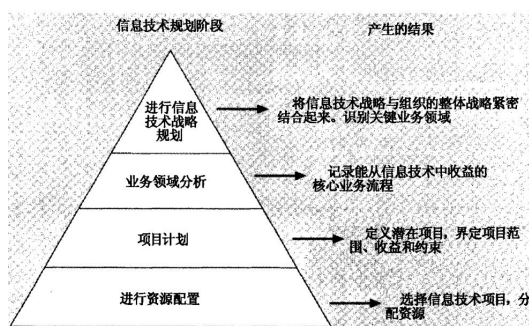 信息技术规划阶段
产生的结果
进行信息
技术战略
规划
将信息技术战略与组织的整体战略紧密
结合起来。识别关键业务领域
业务领域分析
记录能从信息技术中收益的
核心业务流程
项目计划
定义潜在项目，界定项目范
围、收益和约束
进行资源配置
选择信息技术项目，分
配资源